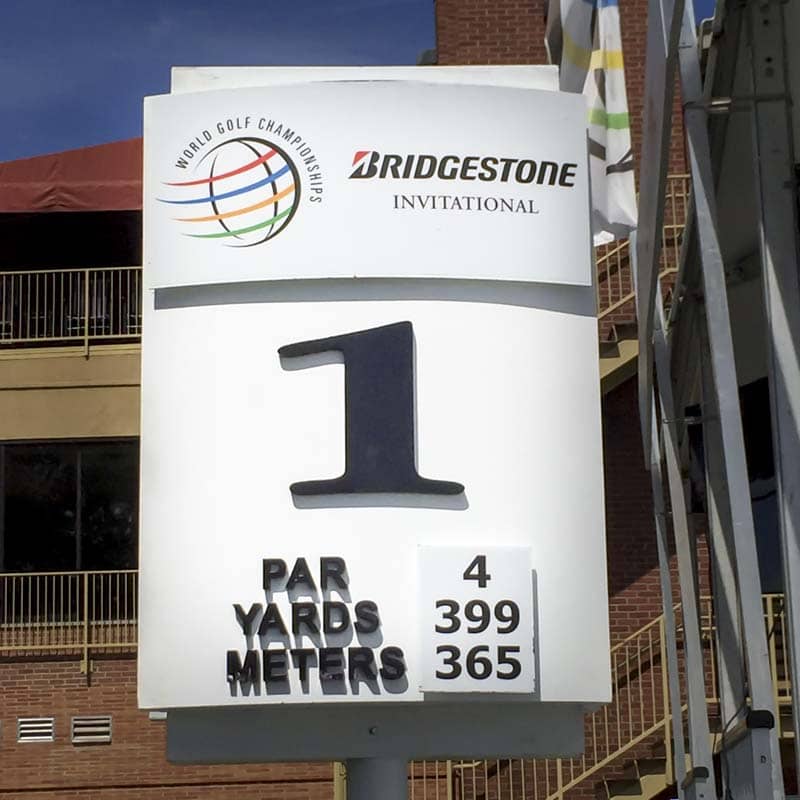 WORLD GOLF CHAMPIONSHIPS
BRIDGESTONE
INVITATIONAL
1
PAR 4
YARDS 399
METERS 365